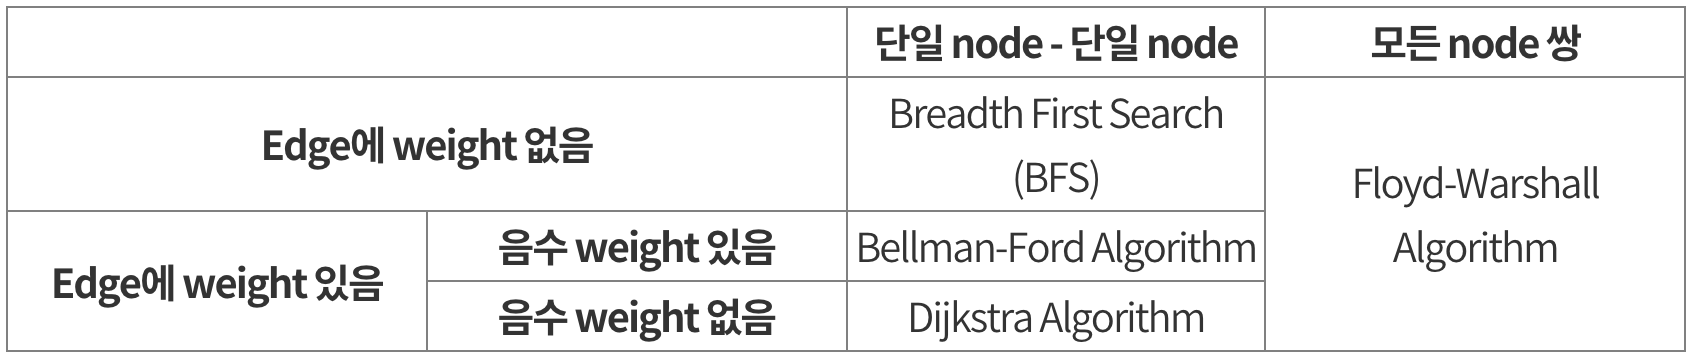 단일 node - 단일 node
모든 node 쌍
Edge에 weight 없음
Breadth First Search
(BFS)
Floyd-Warshall
Algorithm
Edge에 weight 있음
음수 weight 있음
Bellman-Ford Algorithm
음수 weight 없음
Dijkstra Algorithm